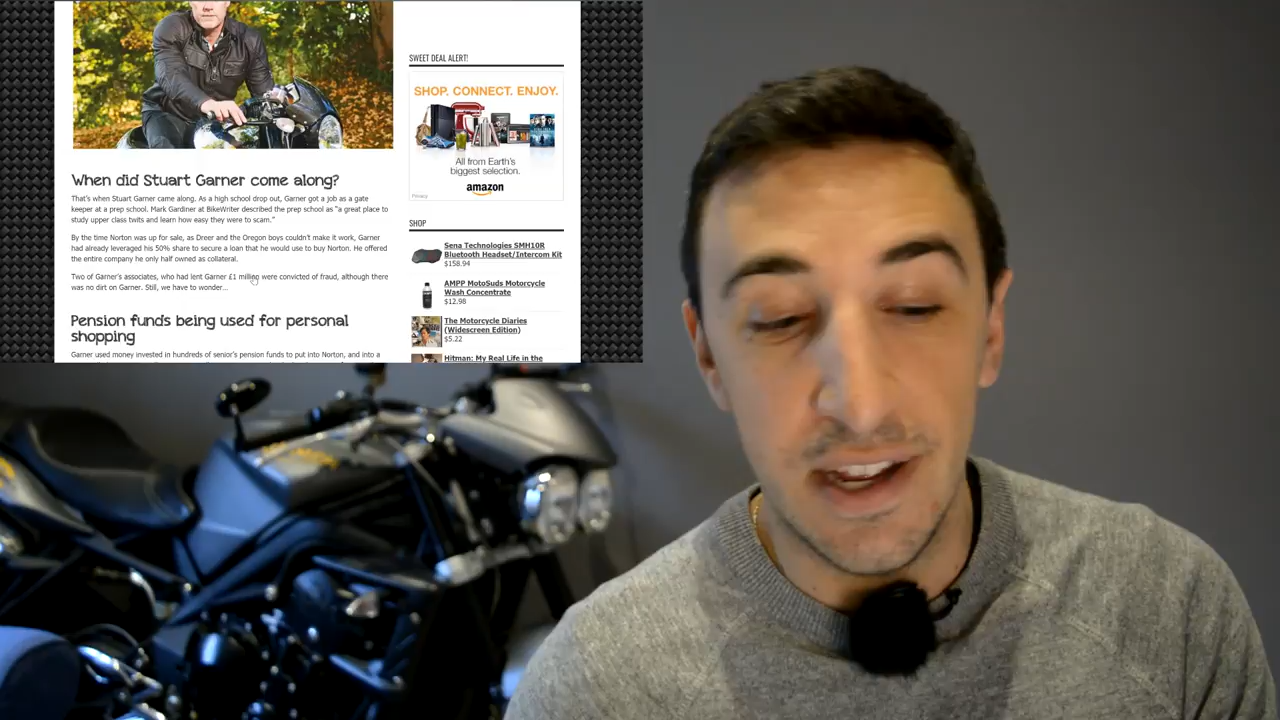 When did Stuart Garner come along?
That's when Stuart Garner came along. As a high school drop out, Garner got a job as a gate
keeper at a prep school. Mark Gardiner at BikeWriter described the prep school as "a great place to
study upper class twits and learn how easy they were to scam."
By the time Norton was up for sale, as Dreer and the Oregon boys couldn't make it work, Garner
had already leveraged his 50% share to secure a loan that he would use to buy Norton. He offered
the entire company he only half owned as collateral.
Two of Garner's associates, who had lent Garner £1 million were convicted of fraud, although there
was no dirt on Garner. Still, we have to wonder...
Pension funds being used for personal
shopping
Garner used money invested in hundreds of senior's pension funds to put into Norton, and into a
SWEET DEAL ALERT!
SHOP. CONNECT. ENJOY.
All from Earth's
biggest selection.
amazon
Privacy
SHOP
Sena Technologies SMH10R
Bluetooth Headset/Intercom Kit
$158.94
AMPP MotoSuds Motorcycle
Wash Concentrate
$12.98
The Motorcycle Diaries
(Widescreen Edition)
$5.22
Hitman: My Real Life in the